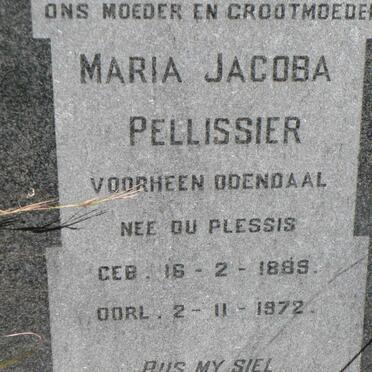 ONS MOEDER EN GROOTMOEDER
MARIA JACOBA
PELLISSIER
VOORHEEN ODENDAAL
NEE DU PLESSIS
GEB. 16 - 2 - 1889.
OORL. 2 - 11 - 1972.
RUS MY SIEL